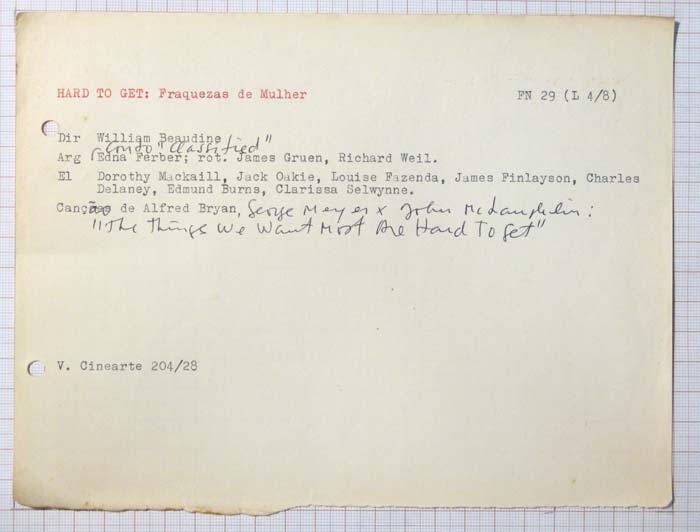 HARD TO GET: Fraquezas de Mulher FN 29 (L 4/8)
Dir William Beaudine
Conto "Classified"
Arg Edna Ferber; rot. James Gruen, Richard Weil.
El Dorothy Mackaill, Jack Oakie, Louise Fazenda, James Finlayson, Charles
Delaney, Edmund Burns, Clarissa Selwynne.
Canção de Alfred Bryan, George Meyer x John McLaughlin:
"The Things We Want Most Are Hard To Get"
V. Cinearte 204/28